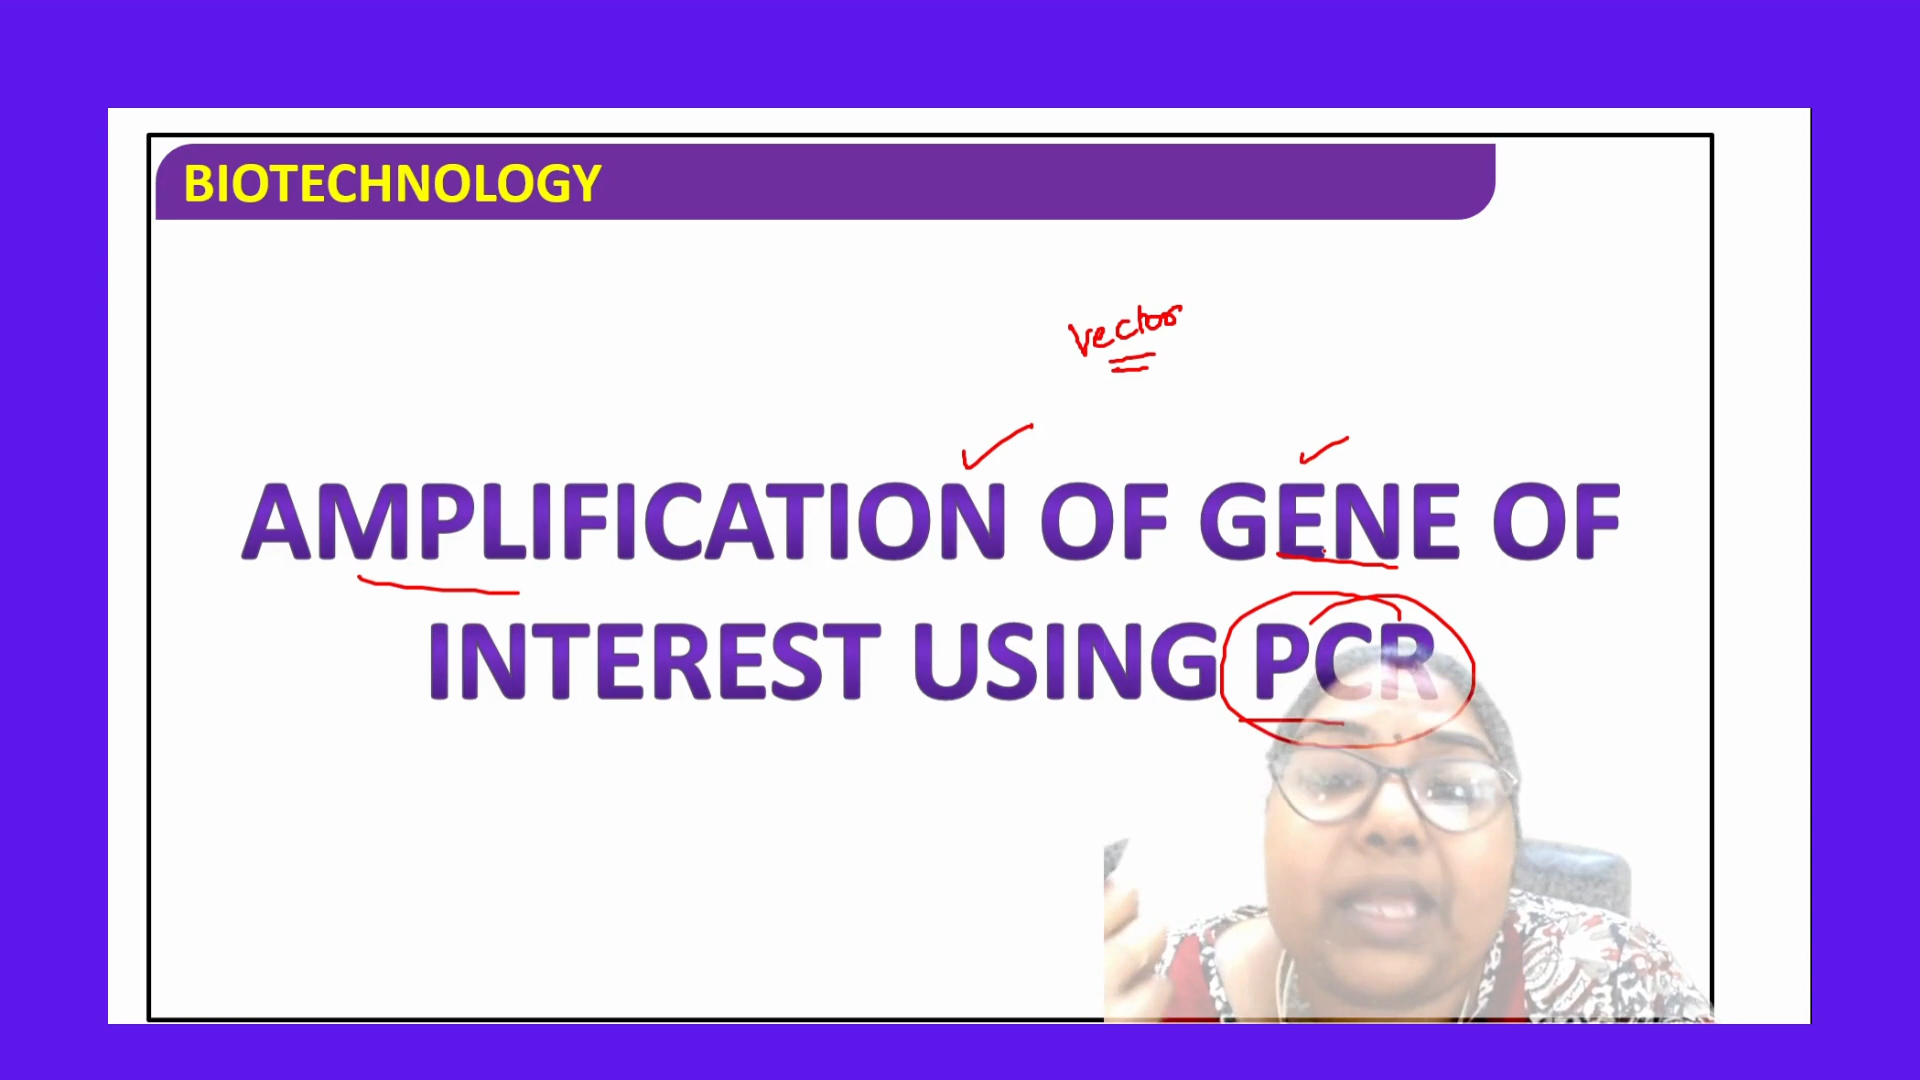 BIOTECHNOLOGY
vector
AMPLIFICATION OF GENE OF
INTEREST USING PCR